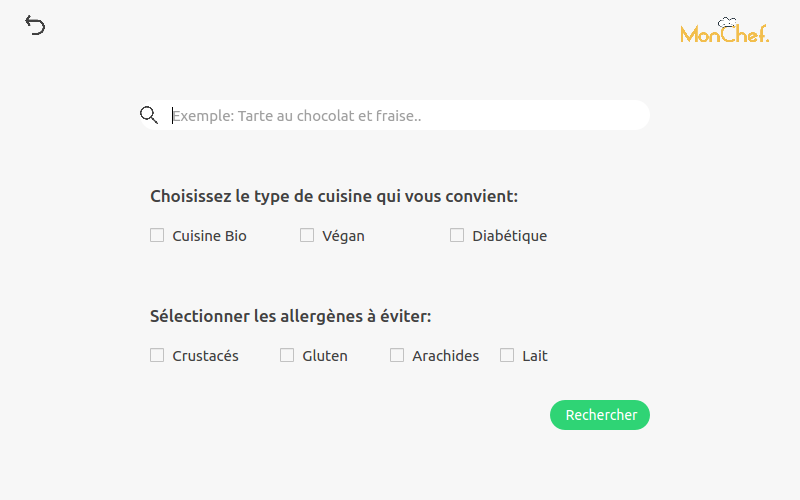 MonChef.
Exemple: Tarte au chocolat et fraise..
Choisissez le type de cuisine qui vous convient:
Cuisine Bio Végan Diabétique
Sélectionner les allergènes à éviter:
Crustacés Gluten Arachides Lait
Rechercher